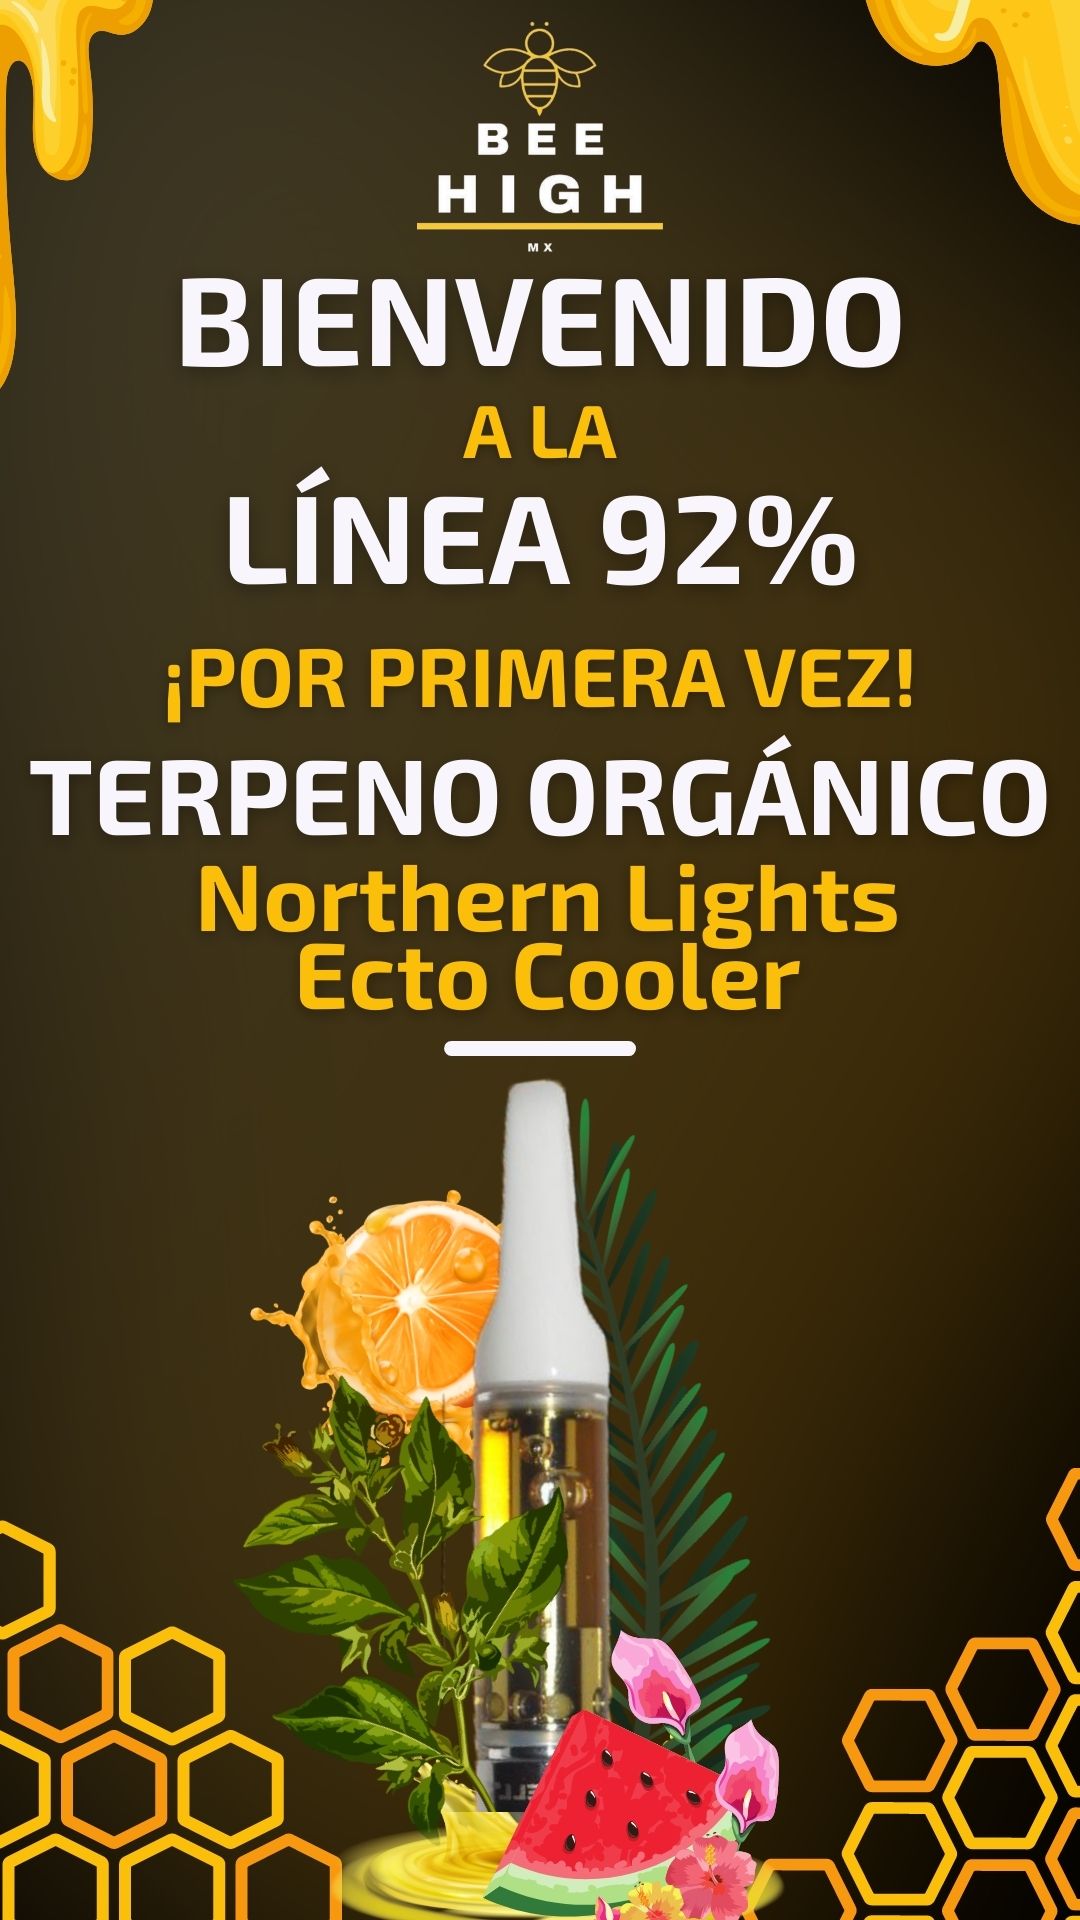 BEE
HIGH
MX
BIENVENIDO
A LA
LÍNEA 92%
¡POR PRIMERA VEZ!
TERPENO ORGÁNICO
Northern Lights
Ecto Cooler